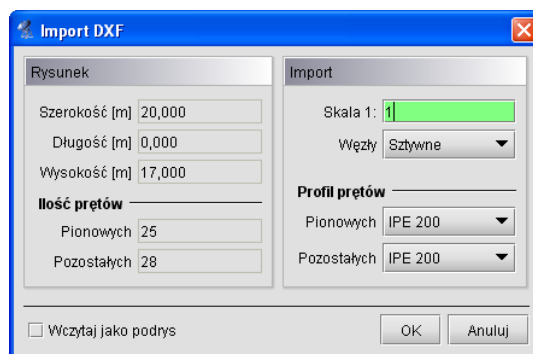 Import DXF
Rysunek
Szerokość [m] 20,000
Długość [m] 0,000
Wysokość [m] 17,000
Ilość prętów
Pionowych 25
Pozostałych 28
Import
Skala 1: 1
Węzły Sztywne
Profil prętów
Pionowych IPE 200
Pozostałych IPE 200
Wczytaj jako podrys
OK Anuluj